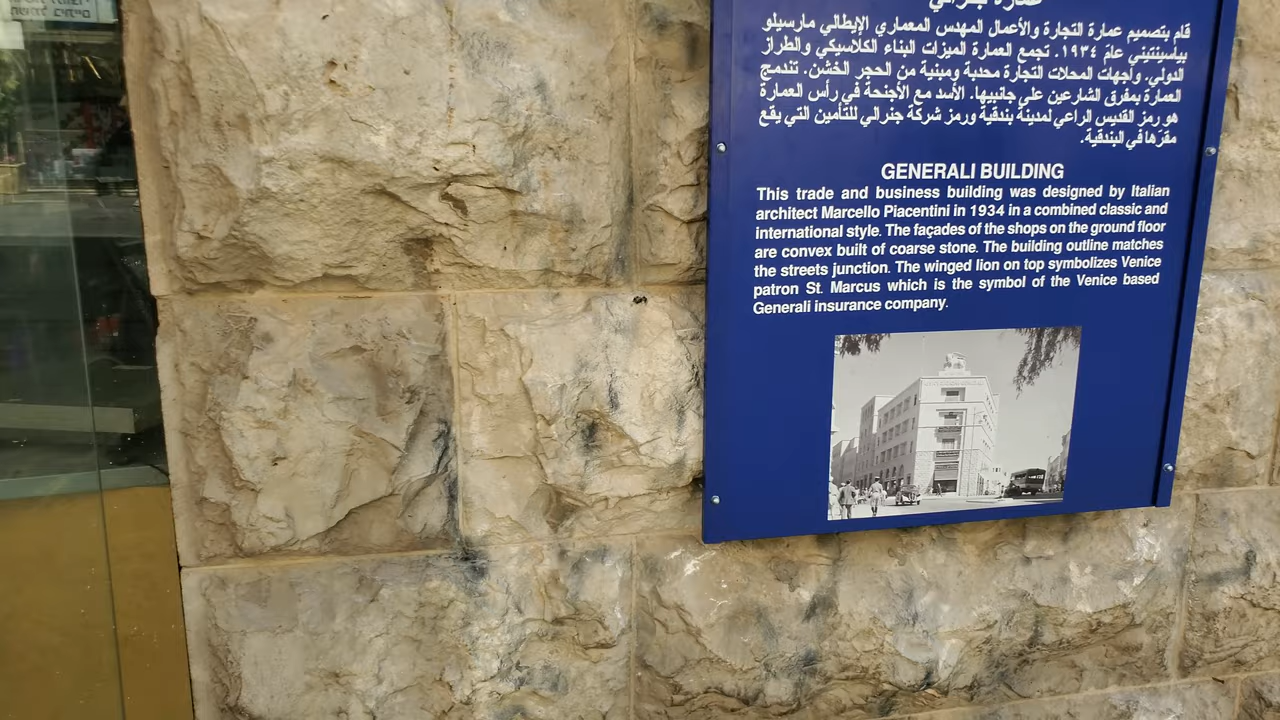 عمارة جنرالي
قام بتصميم عمارة التجارة والأعمال المهدس المعماري الإيطالي مارسيلو
بياسينتيني عام ١٩٣٤. تجمع العمارة الميزات البناء الكلاسيكي والطراز
الدولي. واجهات المحلات التجارة محدبة ومبنية من الحجر الخشن. تندمج
العمارة بمفرق الشارعين على جانبيها. الأسد مع الأجنحة في رأس العمارة
هو رمز القديس الراعي لمدينة بندقية ورمز شركة جنرالي للتأمين التي يقع
مقرّها في البندقية.
GENERALI BUILDING
This trade and business building was designed by Italian
architect Marcello Piacentini in 1934 in a combined classic and
international style. The façades of the shops on the ground floor
are convex built of coarse stone. The building outline matches
the streets junction. The winged lion on top symbolizes Venice
patron St. Marcus which is the symbol of the Venice based
Generali insurance company.